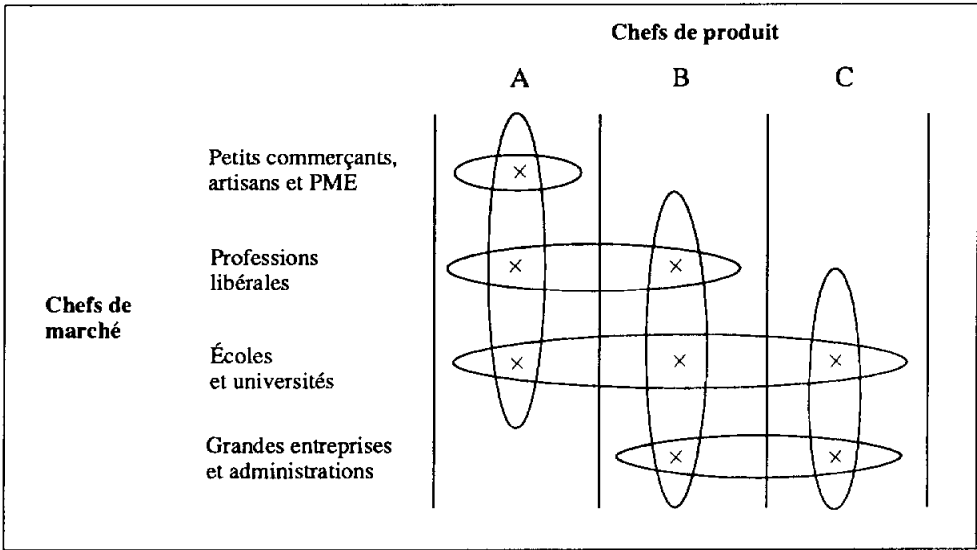 Chefs de produit
A B C
Petits commerçants,
artisans et PME
× 
Professions
libérales
× ×
Chefs de
marché
Écoles
et universités
× × ×
Grandes entreprises
et administrations
× ×